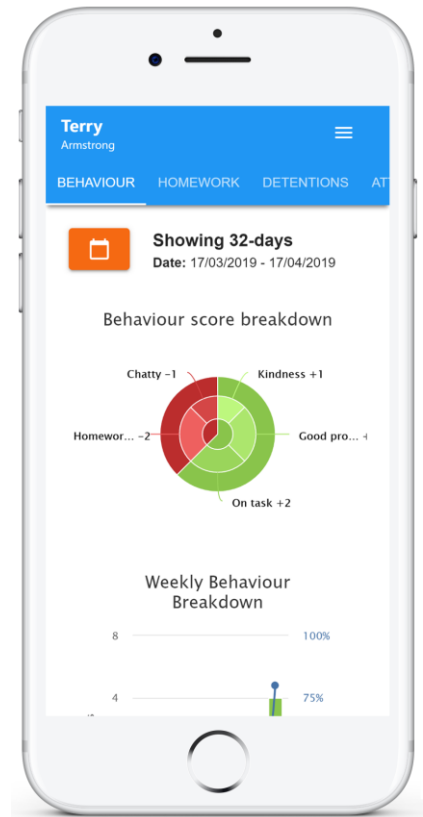 Terry
Armstrong
BEHAVIOUR HOMEWORK DETENTIONS AT
Showing 32-days
Date: 17/03/2019 - 17/04/2019
Behaviour score breakdown
Chatty -1
Kindness +1
Homewor... -2
Good pro...
On task +2
Weekly Behaviour
Breakdown
8
100%
4
75%